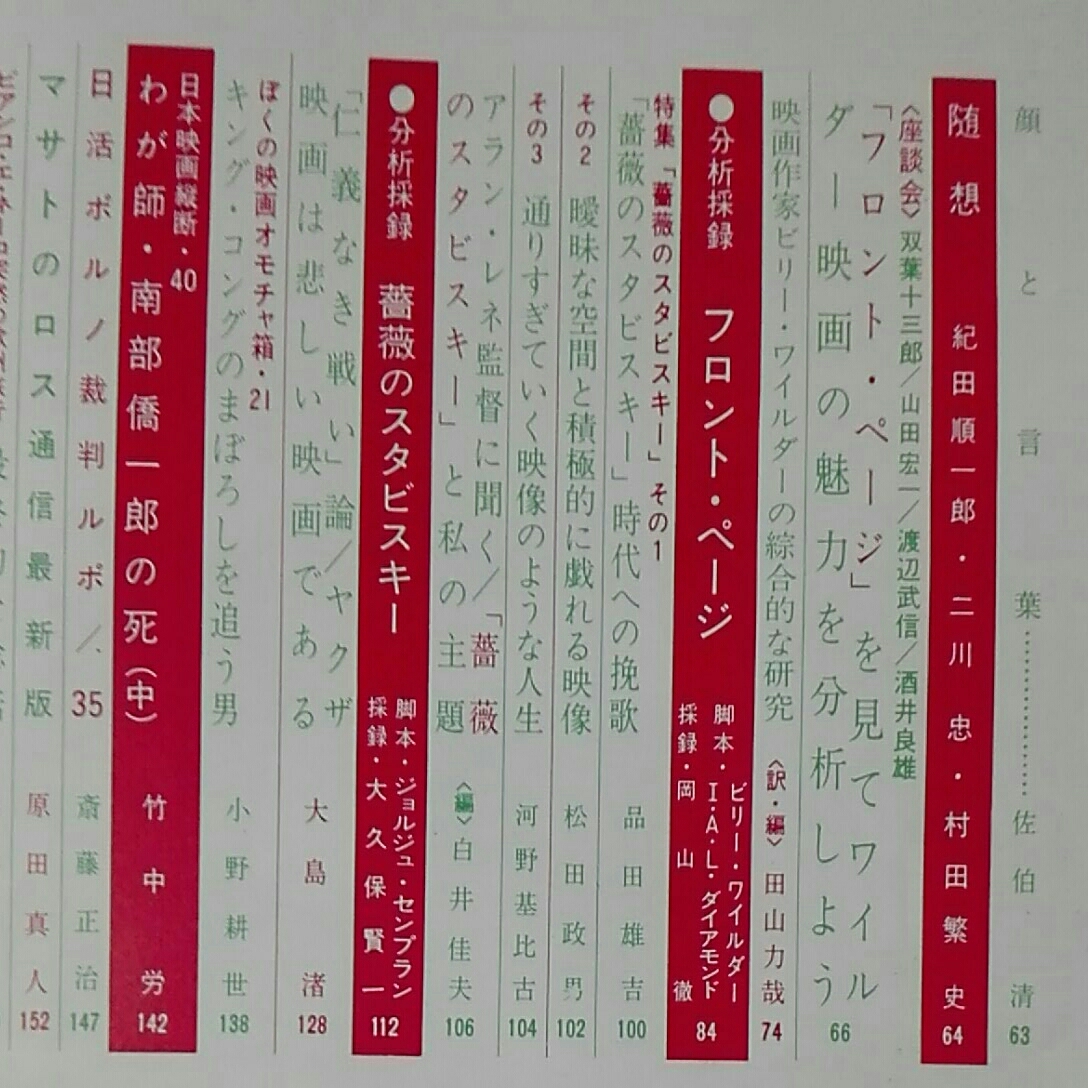 顔と言葉…………佐伯清 63
随想 紀田順一郎・二川忠・村田繁史 64
〈座談会〉双葉十三郎/山田宏一/渡辺武信/酒井良雄
「フロント・ページ」を見てワイル
ダー映画の魅力を分析しよう 66
映画作家ビリー・ワイルダーの綜合的な研究 〈訳・編〉田山力哉 74
●分析採録 フロント・ページ
脚本・ビリー・ワイルダー
I・A・L・ダイアモンド
採録・岡山徹 84
特集「薔薇のスタビスキー」その1
「薔薇のスタビスキー」時代への挽歌 品田雄吉 100
その2 曖昧な空間と積極的に戯れる映像 松田政男 102
その3 通りすぎていく映像のような人生 河野基比古 104
アラン・レネ監督に聞く/「薔薇
のスタビスキー」と私の主題 〈編〉白井佳夫 106
●分析採録 薔薇のスタビスキー
脚本・ジョルジュ・センプラン
採録・大久保賢一 112
「仁義なき戦い」論/ヤクザ
映画は悲しい映画である 大島渚 128
ぼくの映画オモチャ箱・21
キング・コングのまぼろしを追う男 小野耕世 138
日本映画縦断・40
わが師・南部僑一郎の死(中) 竹中労 142
日活ポルノ裁判ルポ/.35 斎藤正治 147
マサトのロス通信最新版 原田真人 152